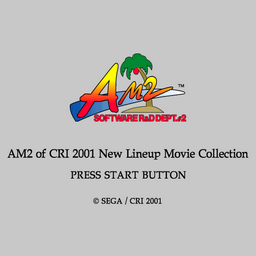 AM2 ™
SOFTWARE R&D DEPT.#2
AM2 of CRI 2001 New Lineup Movie Collection
PRESS START BUTTON
© SEGA / CRI 2001